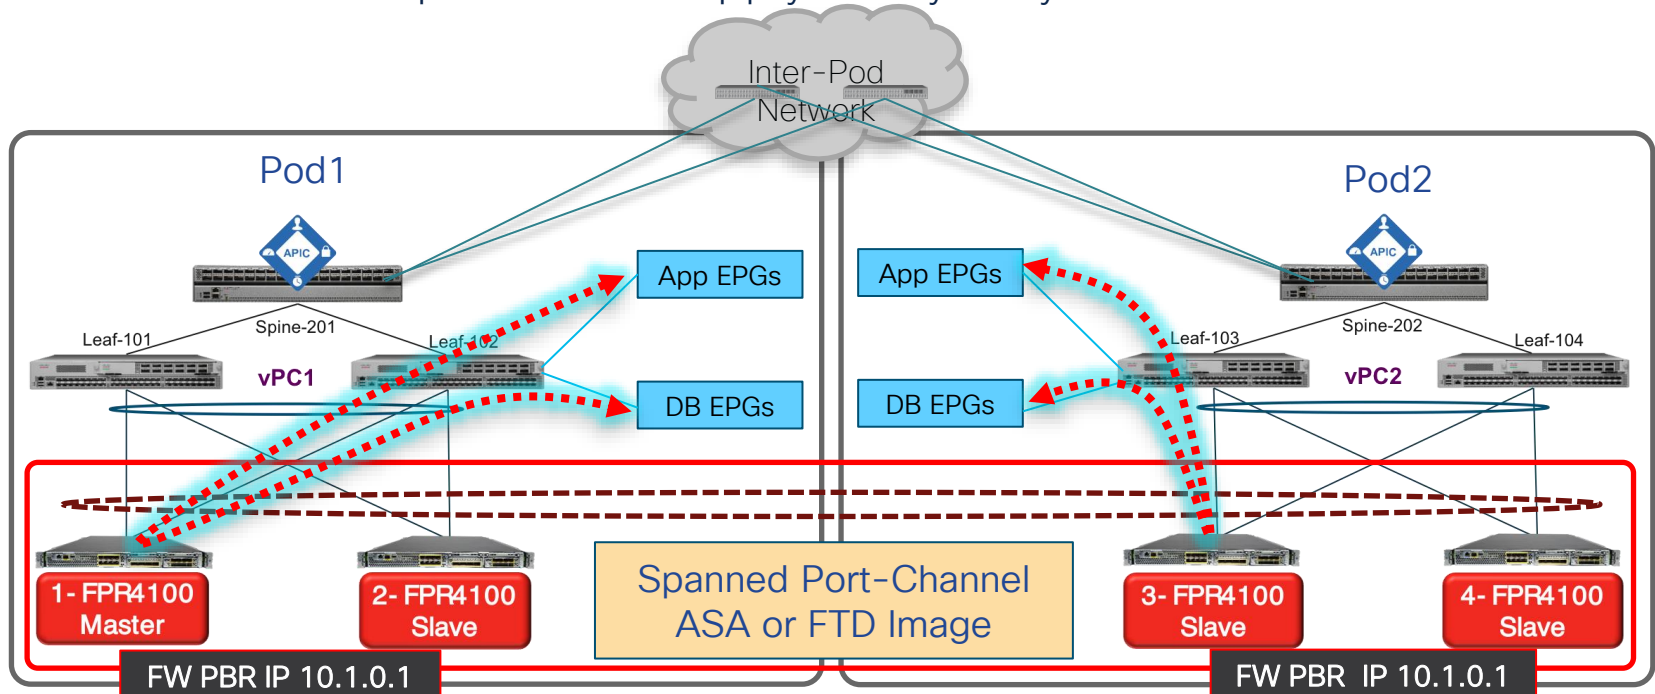 Inter-Pod
Network
Pod1
Pod2
APIC
APIC
App EPGs
App EPGs
Spine-201
Spine-202
Leaf-101
Leaf-102
Leaf-103
Leaf-104
vPC1
vPC2
DB EPGs
DB EPGs
Spanned Port-Channel
ASA or FTD Image
1- FPR4100
Master
2- FPR4100
Slave
3- FPR4100
Slave
4- FPR4100
Slave
FW PBR IP 10.1.0.1
FW PBR IP 10.1.0.1